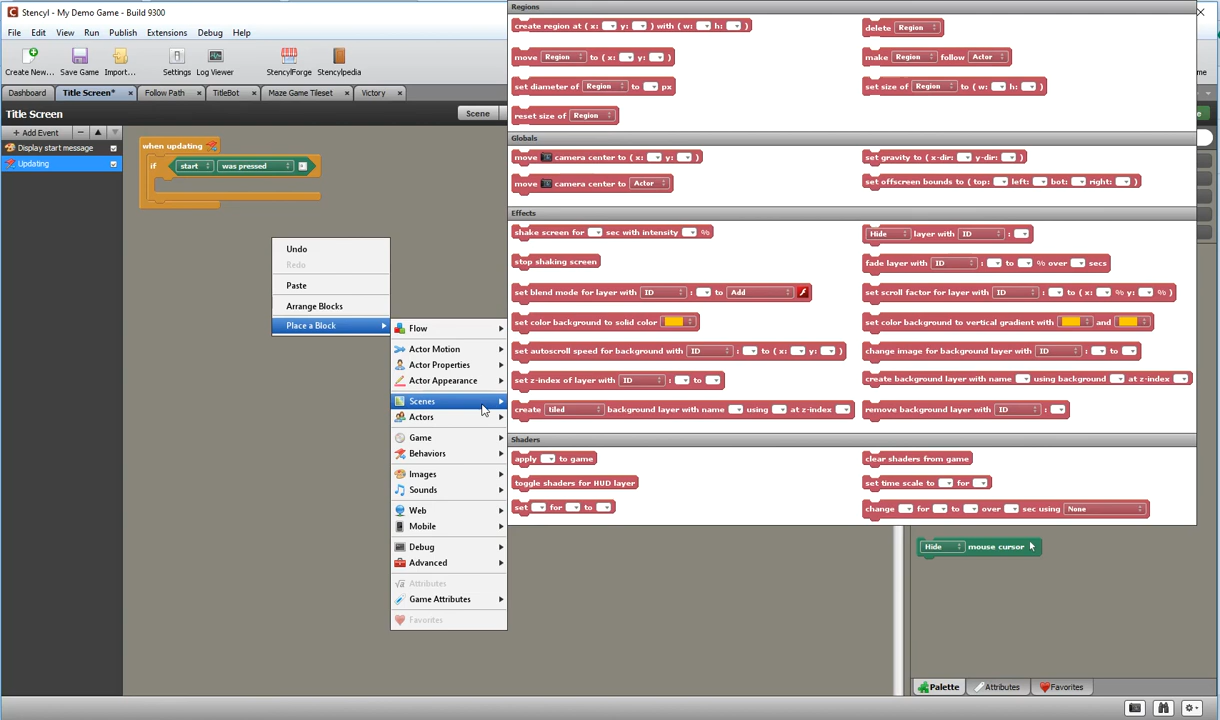 Stencyl - My Demo Game - Build 9300
File Edit View Run Publish Extensions Debug Help
Create New... Save Game Import... Settings Log Viewer StencylForge Stencylpedia
Dashboard Title Screen* × Follow Path × TitleBot × Maze Game Tileset × Victory ×
Title Screen Scene
+ Add Event
Display start message
Updating
when updating
if start was pressed
Undo
Redo
Paste
Arrange Blocks
Place a Block
Flow
Actor Motion
Actor Properties
Actor Appearance
Scenes
Actors
Game
Behaviors
Images
Sounds
Web
Mobile
Debug
Advanced
Attributes
Game Attributes
Favorites
Regions
create region at ( x: y: ) with ( w: h: ) delete Region
move Region to ( x: y: ) make Region follow Actor
set diameter of Region to px set size of Region to ( w: h: )
reset size of Region
Globals
move camera center to ( x: y: ) set gravity to ( x-dir: y-dir: )
move camera center to Actor set offscreen bounds to ( top: left: bot: right: )
Effects
shake screen for sec with intensity % Hide layer with ID :
stop shaking screen fade layer with ID : to % over secs
set blend mode for layer with ID : to Add set scroll factor for layer with ID : to ( x: % y: % )
set color background to solid color set color background to vertical gradient with and
set autoscroll speed for background with ID : to ( x: y: ) change image for background layer with ID : to
set z-index of layer with ID : to create background layer with name using background at z-index
create tiled background layer with name using at z-index remove background layer with ID :
Shaders
apply to game clear shaders from game
toggle shaders for HUD layer set time scale to for
set for to change for to over sec using None
Hide mouse cursor
Palette Attributes Favorites